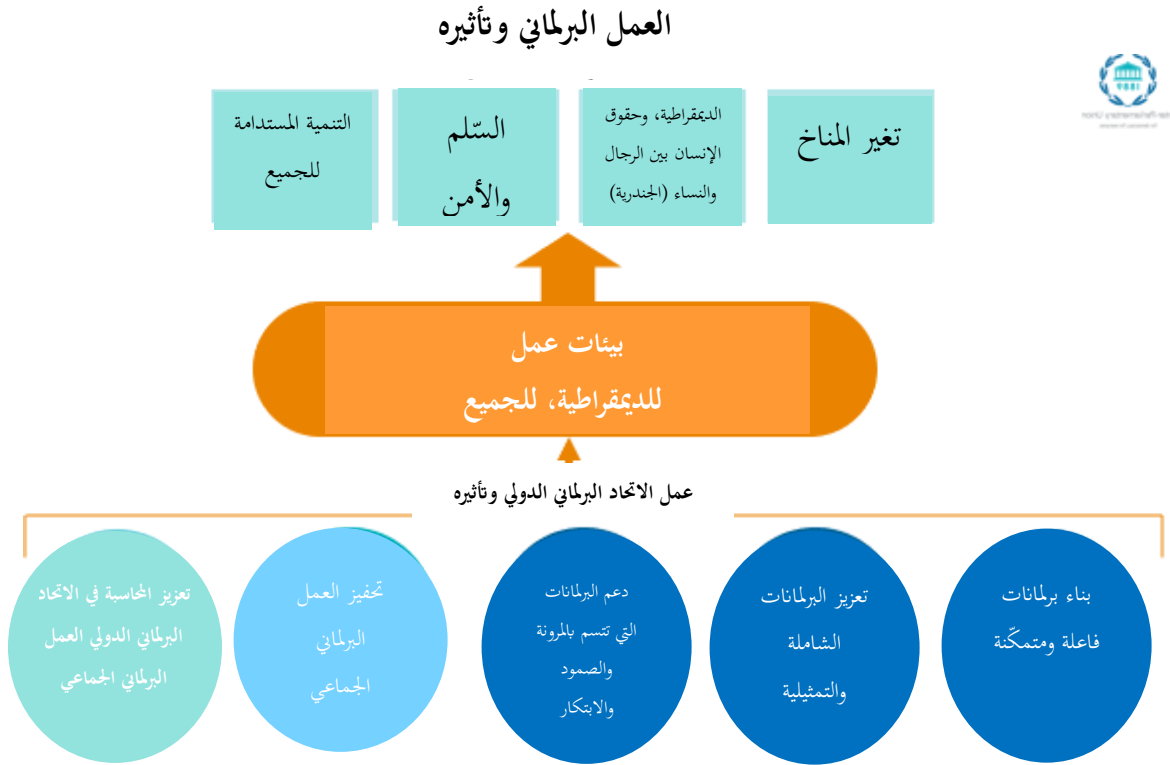 العمل البرلماني وتأثيره
تغير المناخ
الديمقراطية، وحقوق
الإنسان بين الرجال
والنساء (الجندرية)
السّلم
والأمن
التنمية المستدامة
للجميع
بيئات عمل
للديمقراطية، للجميع
عمل الاتحاد البرلماني الدولي وتأثيره
بناء برلمانات
فاعلة ومتمكّنة
تعزيز البرلمانات
الشاملة
والتمثيلية
دعم البرلمانات
التي تتسم بالمرونة
والصمود
والابتكار
تحفيز العمل
البرلماني
الجماعي
تعزيز المحاسبة في الاتحاد
البرلماني الدولي العمل
البرلماني الجماعي